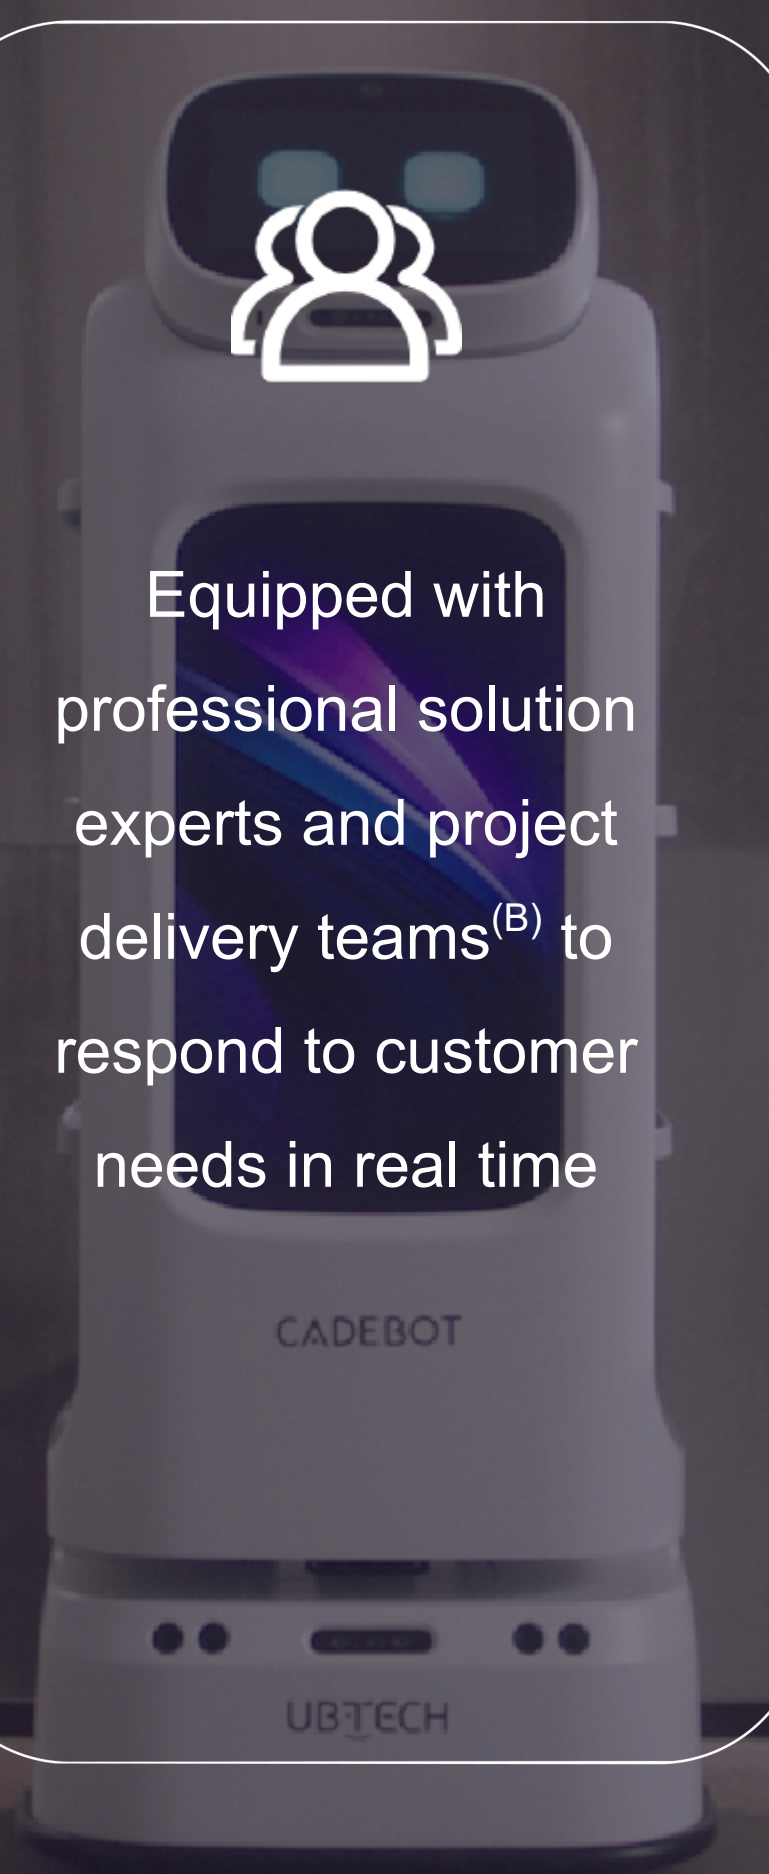 Equipped with
professional solution
experts and project
delivery teams(B) to
respond to customer
needs in real time
CADEBOT
UBTECH